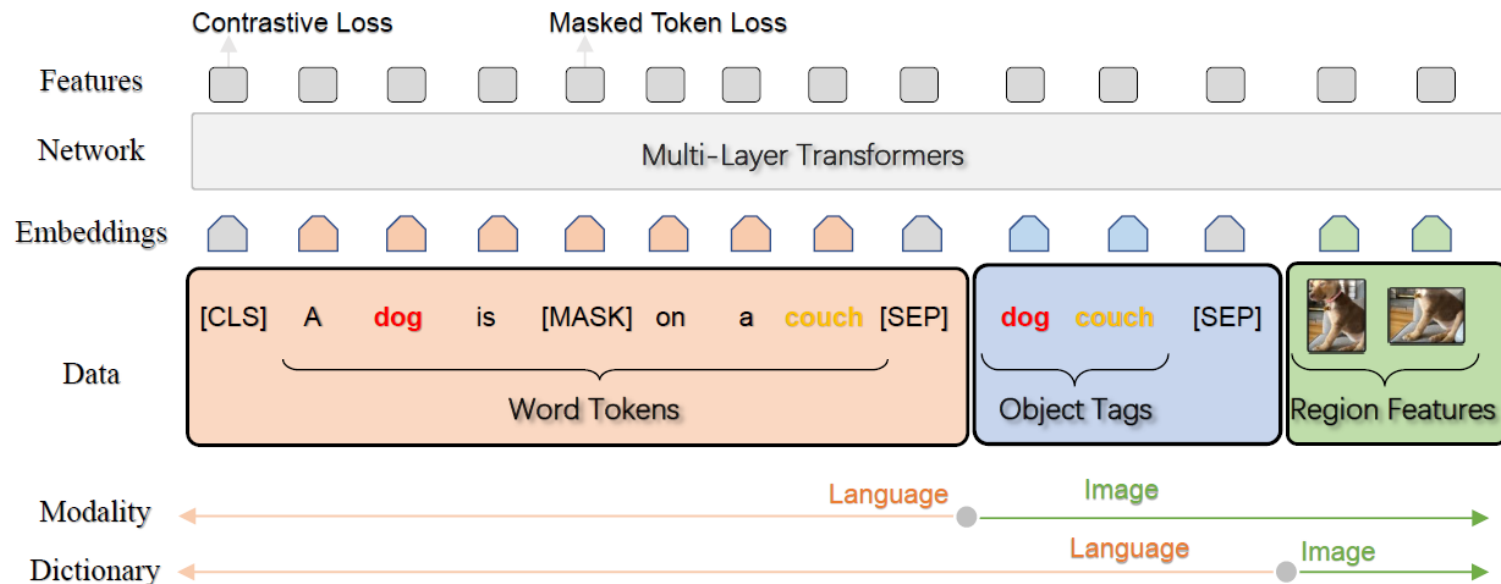 Contrastive Loss Masked Token Loss
Features
Network Multi-Layer Transformers
Embeddings
Data [CLS] A dog is [MASK] on a couch [SEP] dog couch [SEP]
Word Tokens Object Tags Region Features
Modality Language Image
Dictionary Language Image